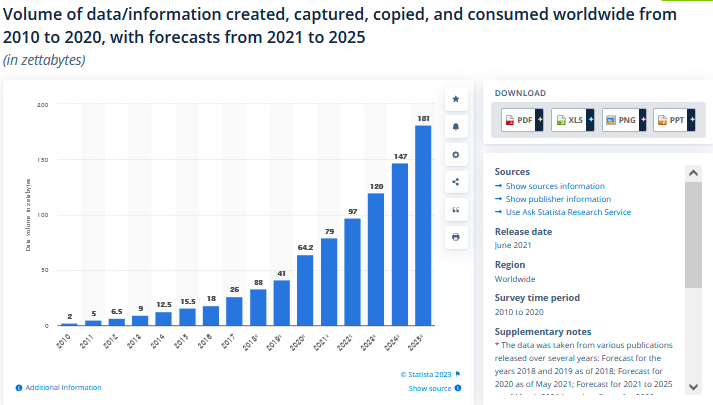 Volume of data/information created, captured, copied, and consumed worldwide from
2010 to 2020, with forecasts from 2021 to 2025
(in zettabytes)
DOWNLOAD
PDF +
XLS +
PNG +
PPT +
Data volume in zettabytes
200
150
100
50
0
2
5
6.5
9
12.5
15.5
18
26
88
41
64.2
79
97
120
147
181
2010
2011
2012
2013
2014
2015
2016
2017
2018*
2019*
2020*
2021*
2022*
2023*
2024*
2025*
© Statista 2023
Additional Information
Show source
Sources
→ Show sources information
→ Show publisher information
→ Use Ask Statista Research Service
Release date
June 2021
Region
Worldwide
Survey time period
2010 to 2020
Supplementary notes
* The data was taken from various publications
released over several years: Forecast for the
years 2018 and 2019 as of 2018; Forecast for
2020 as of May 2021; Forecast for 2021 to 2025